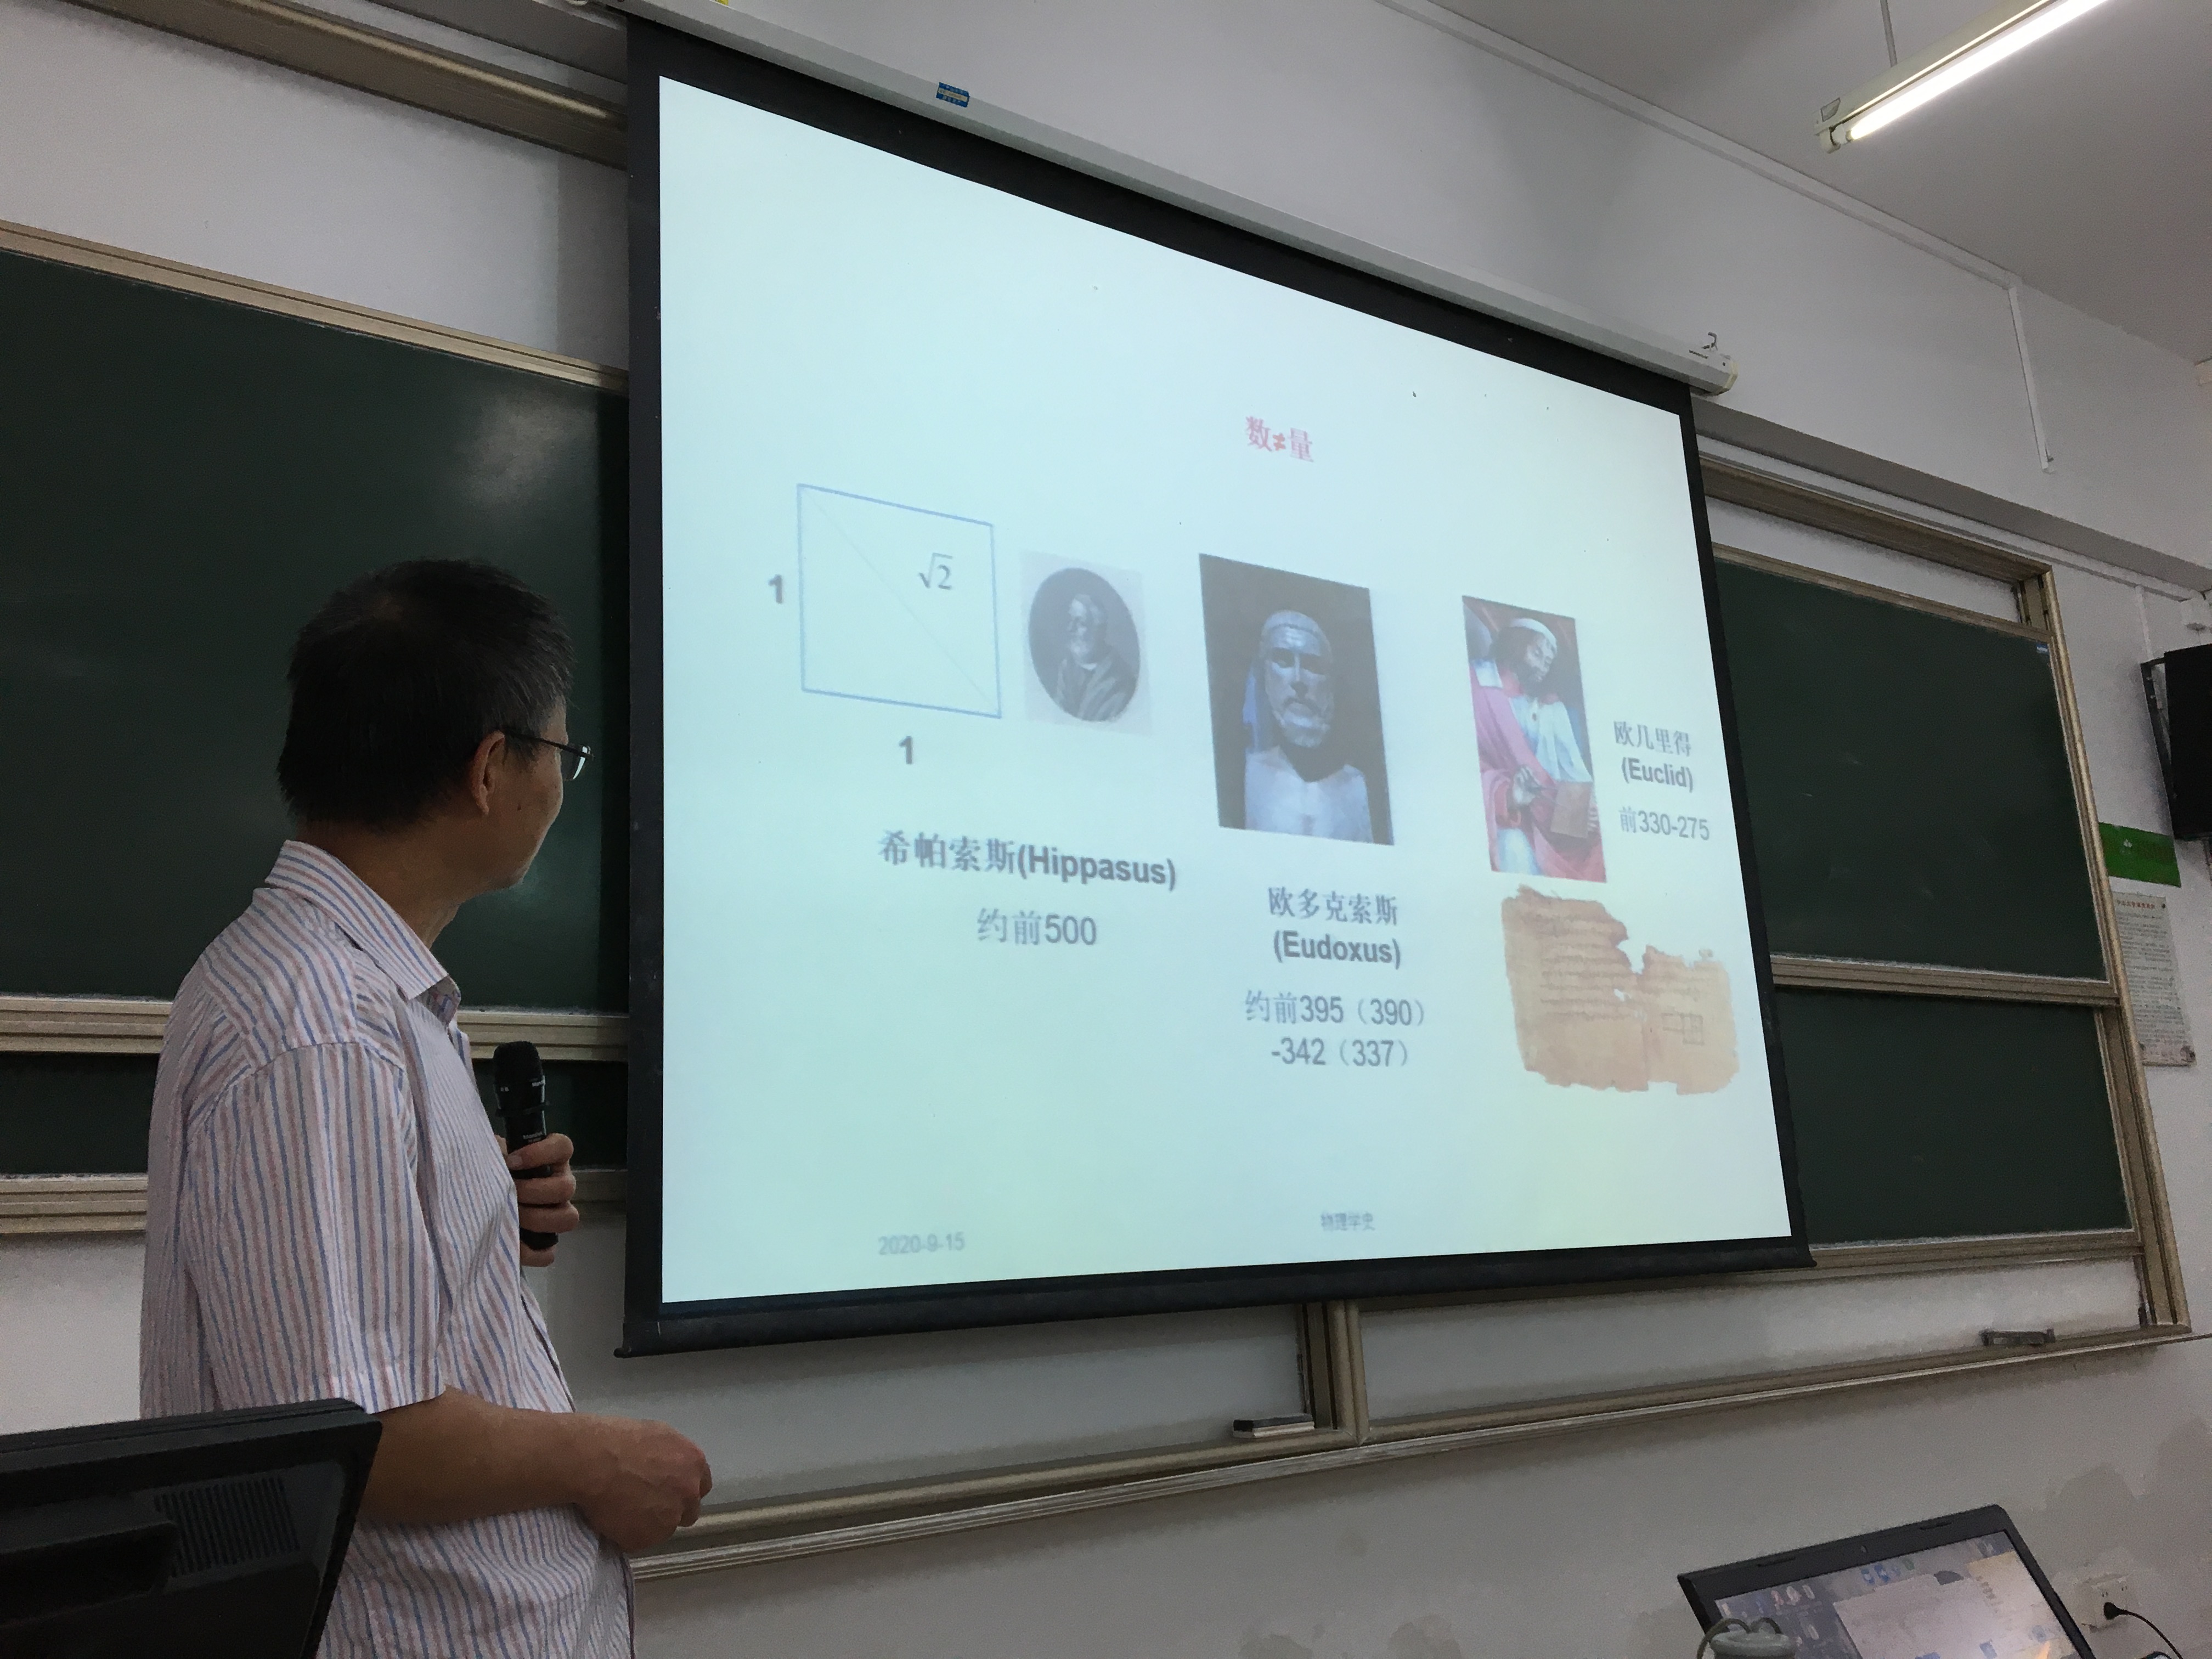 数≠量
√2
1
1
希帕索斯(Hippasus)
约前500
欧多克索斯
(Eudoxus)
约前395（390）
-342（337）
欧几里得
(Euclid)
前330-275
2020-9-15
物理学史